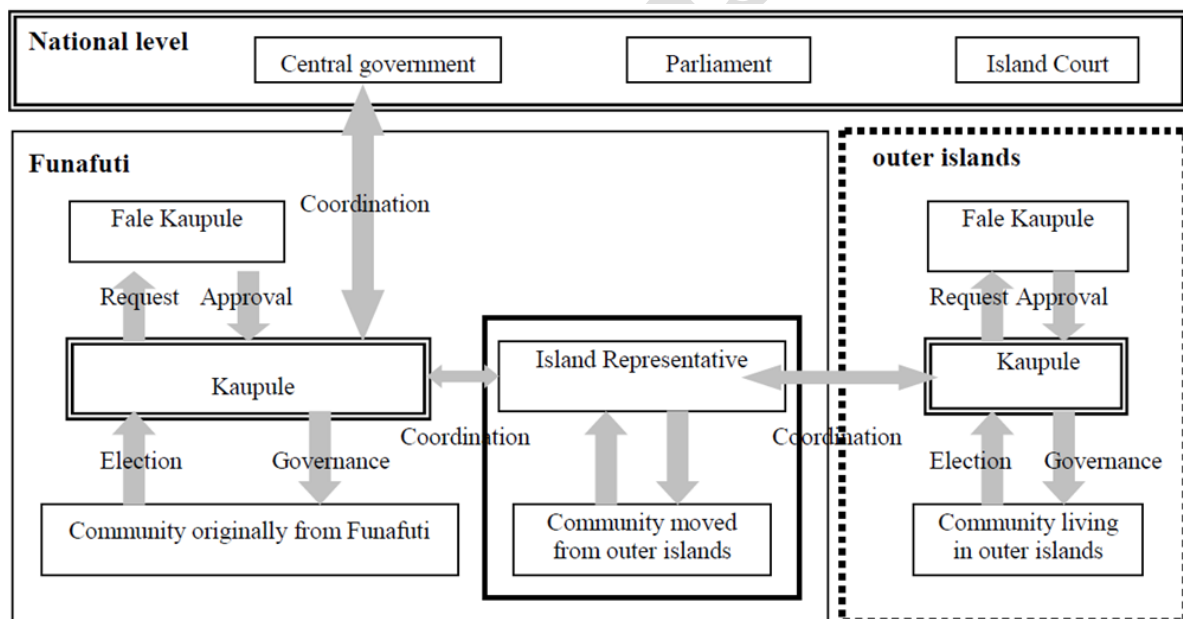 National level
Central government
Parliament
Island Court
Funafuti
Fale Kaupule
Coordination
Request
Approval
Kaupule
Island Representative
Coordination
Election
Governance
Community originally from Funafuti
Community moved
from outer islands
outer islands
Fale Kaupule
Request
Approval
Kaupule
Coordination
Election
Governance
Community living
in outer islands